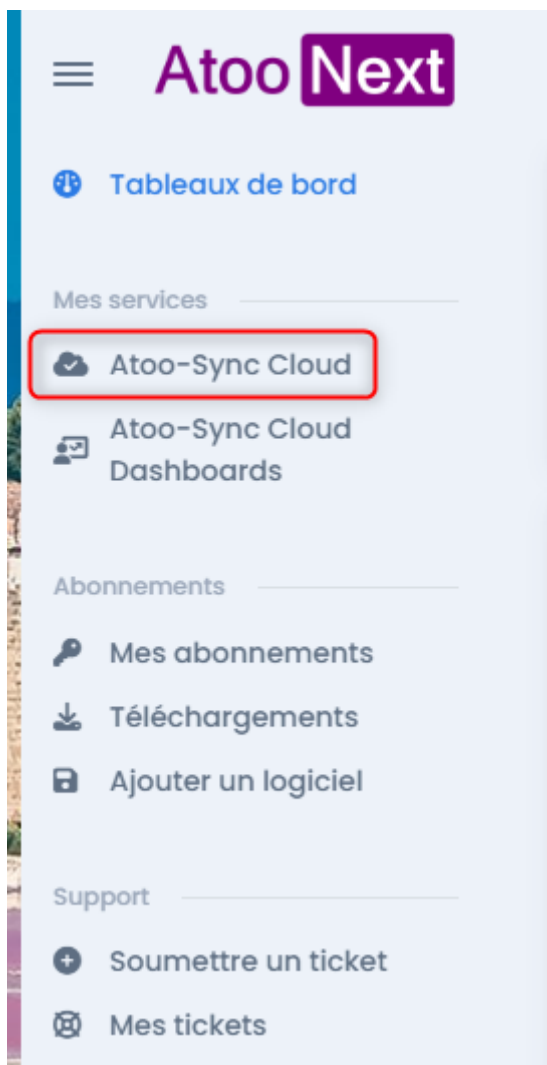 Atoo Next
Tableaux de bord
Mes services
Atoo-Sync Cloud
Atoo-Sync Cloud
Dashboards
Abonnements
Mes abonnements
Téléchargements
Ajouter un logiciel
Support
Soumettre un ticket
Mes tickets